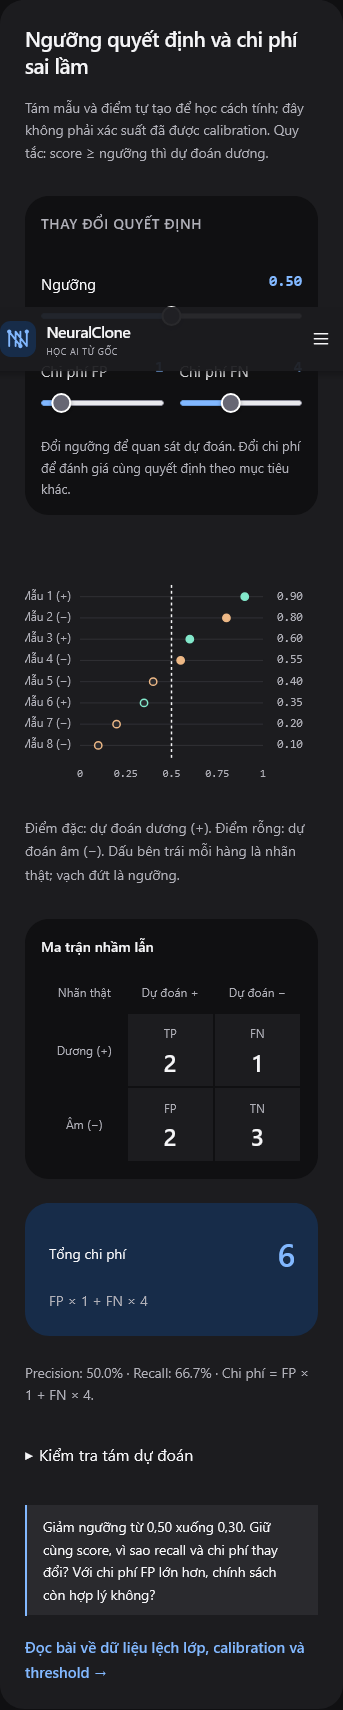 Ngưỡng quyết định và chi phí
sai lầm
Tám mẫu và điểm tự tạo để học cách tính; đây
không phải xác suất đã được calibration. Quy
tắc: score ≥ ngưỡng thì dự đoán dương.
THAY ĐỔI QUYẾT ĐỊNH
Ngưỡng 0.50
NeuralClone
HỌC AI TỪ GỐC
Chi phí FP 1 Chi phí FN 4
Đổi ngưỡng để quan sát dự đoán. Đổi chi phí
để đánh giá cùng quyết định theo mục tiêu
khác.
Mẫu 1 (+) 0.90
Mẫu 2 (−) 0.80
Mẫu 3 (+) 0.60
Mẫu 4 (−) 0.55
Mẫu 5 (−) 0.40
Mẫu 6 (+) 0.35
Mẫu 7 (−) 0.20
Mẫu 8 (−) 0.10
0 0.25 0.5 0.75 1
Điểm đặc: dự đoán dương (+). Điểm rỗng: dự
đoán âm (−). Dấu bên trái mỗi hàng là nhãn
thật; vạch đứt là ngưỡng.
Ma trận nhầm lẫn
Nhãn thật Dự đoán + Dự đoán −
TP FN
Dương (+) 2 1
FP TN
Âm (−) 2 3
Tổng chi phí 6
FP × 1 + FN × 4
Precision: 50.0% · Recall: 66.7% · Chi phí = FP ×
1 + FN × 4.
▶ Kiểm tra tám dự đoán
Giảm ngưỡng từ 0,50 xuống 0,30. Giữ
cùng score, vì sao recall và chi phí thay
đổi? Với chi phí FP lớn hơn, chính sách
còn hợp lý không?
Đọc bài về dữ liệu lệch lớp, calibration và
threshold →